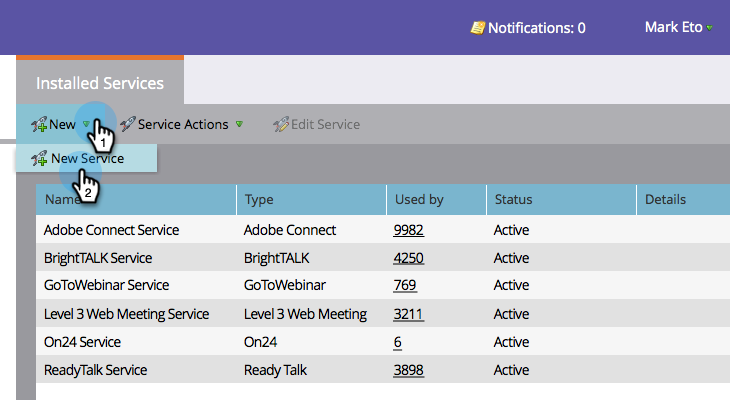 Notifications: 0 Mark Eto
Installed Services
New 1 Service Actions Edit Service
New Service
2
Name Type Used by Status Details
Adobe Connect Service Adobe Connect 9982 Active
BrightTALK Service BrightTALK 4250 Active
GoToWebinar Service GoToWebinar 769 Active
Level 3 Web Meeting Service Level 3 Web Meeting 3211 Active
On24 Service On24 6 Active
ReadyTalk Service Ready Talk 3898 Active